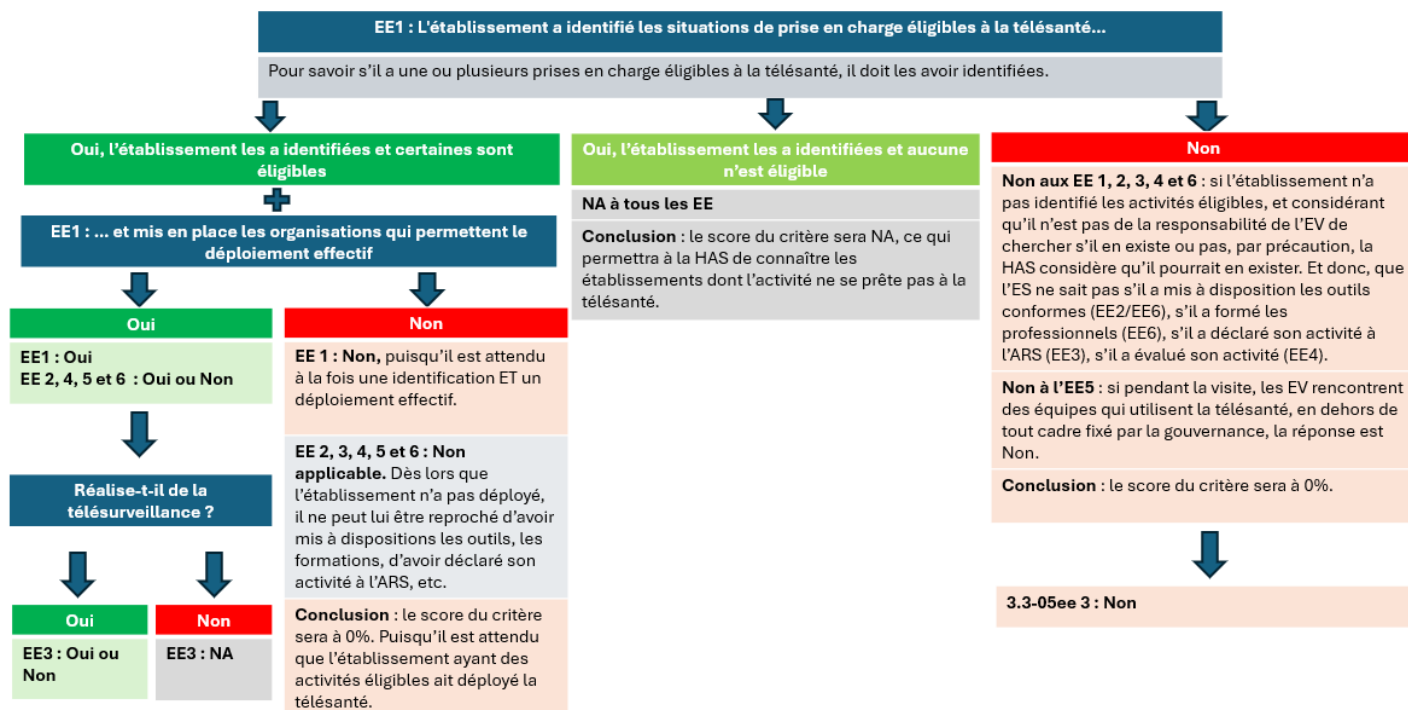 EE1 : L'établissement a identifié les situations de prise en charge éligibles à la télésanté…
Pour savoir s'il a une ou plusieurs prises en charge éligibles à la télésanté, il doit les avoir identifiées.
Oui, l'établissement les a identifiées et certaines sont
éligibles
EE1 : … et mis en place les organisations qui permettent le
déploiement effectif
Oui
EE1 : Oui
EE 2, 4, 5 et 6 : Oui ou Non
Réalise-t-il de la
télésurveillance ?
Oui
EE3 : Oui ou
Non
Non
EE3 : NA
Non
EE 1 : Non, puisqu'il est attendu
à la fois une identification ET un
déploiement effectif.
EE 2, 3, 4, 5 et 6 : Non
applicable. Dès lors que
l'établissement n'a pas déployé,
il ne peut lui être reproché d'avoir
mis à dispositions les outils, les
formations, d'avoir déclaré son
activité à l'ARS, etc.
Conclusion : le score du critère
sera à 0%. Puisqu'il est attendu
que l'établissement ayant des
activités éligibles ait déployé la
télésanté.
Oui, l'établissement les a identifiées et aucune
n'est éligible
NA à tous les EE
Conclusion : le score du critère sera NA, ce qui
permettra à la HAS de connaître les
établissements dont l'activité ne se prête pas à la
télésanté.
Non
Non aux EE 1, 2, 3, 4 et 6 : si l'établissement n'a
pas identifié les activités éligibles, et considérant
qu'il n'est pas de la responsabilité de l'EV de
chercher s'il en existe ou pas, par précaution, la
HAS considère qu'il pourrait en exister. Et donc, que
l'ES ne sait pas s'il a mis à disposition les outils
conformes (EE2/EE6), s'il a formé les
professionnels (EE6), s'il a déclaré son activité à
l'ARS (EE3), s'il a évalué son activité (EE4).
Non à l'EE5 : si pendant la visite, les EV rencontrent
des équipes qui utilisent la télésanté, en dehors de
tout cadre fixé par la gouvernance, la réponse est
Non.
Conclusion : le score du critère sera à 0%.
3.3-05ee 3 : Non